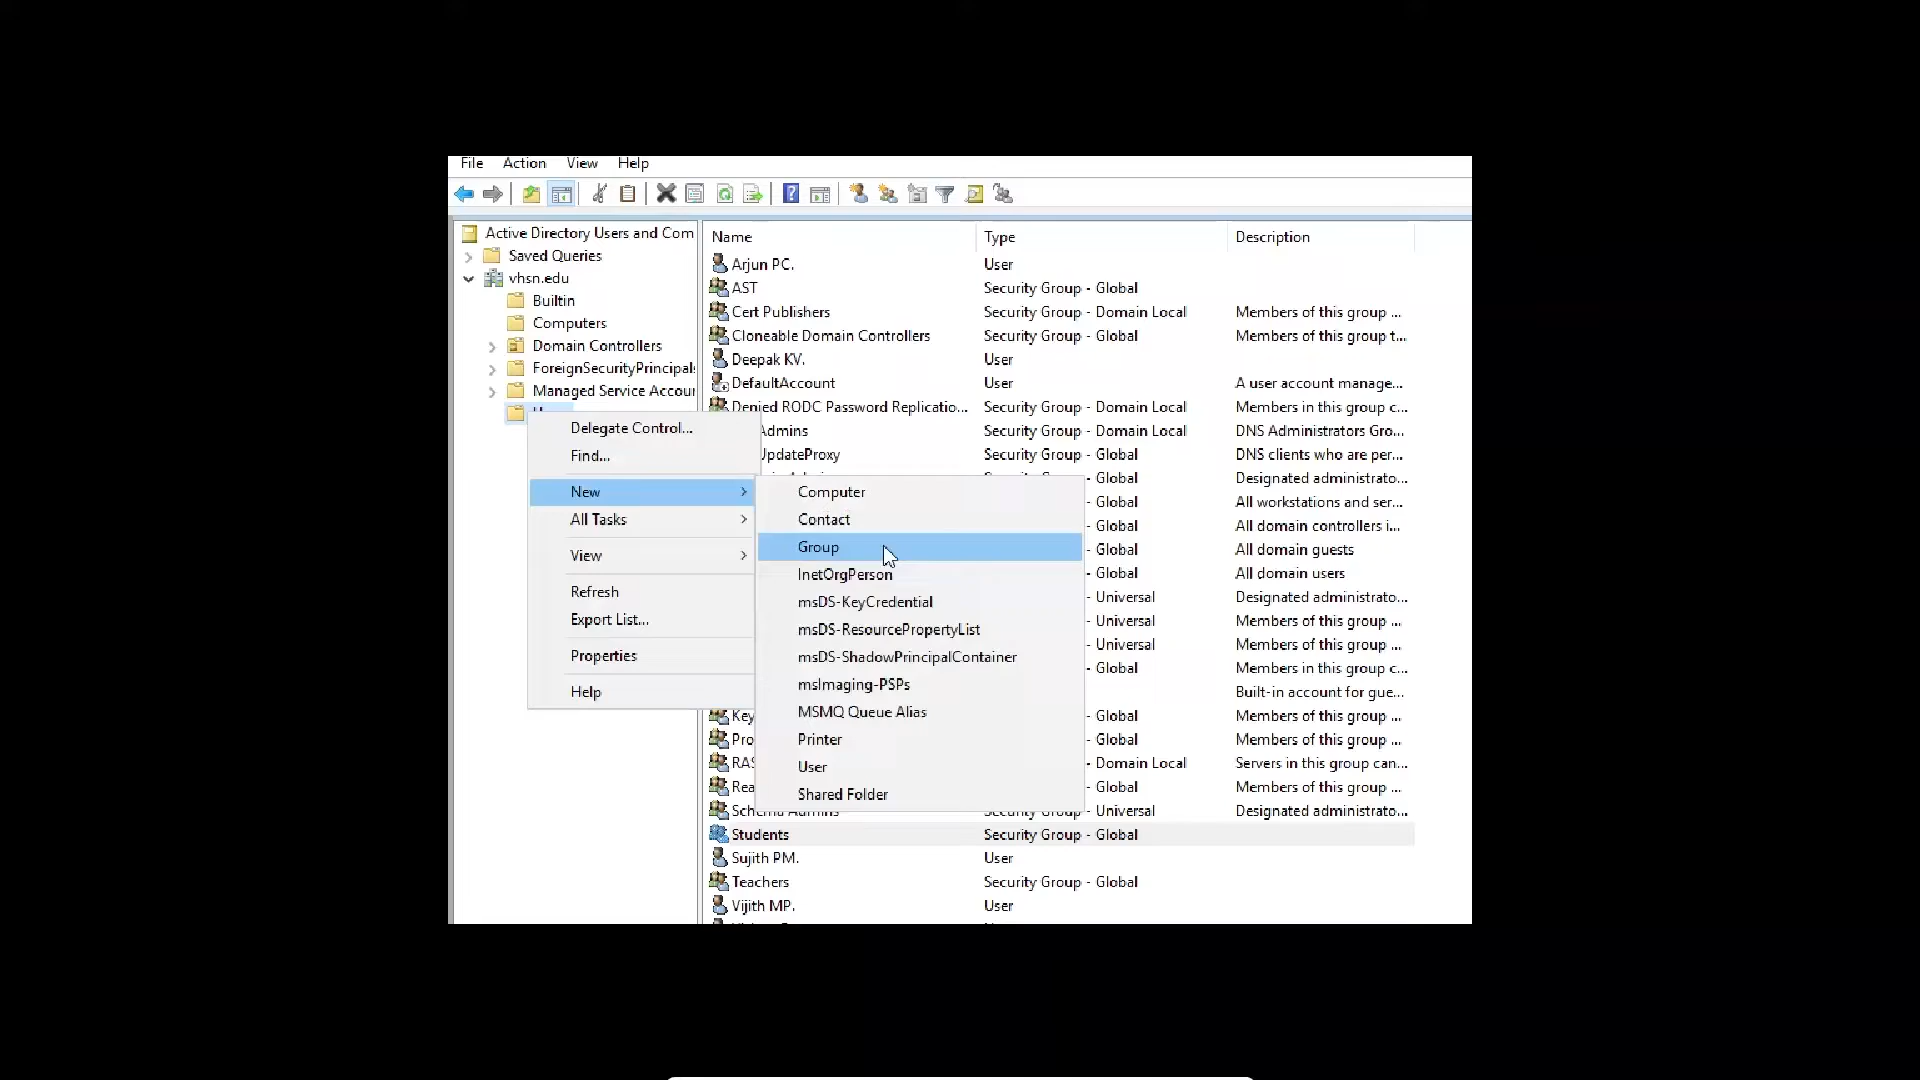 File Action View Help
Active Directory Users and Com
Saved Queries
vhsn.edu
Builtin
Computers
Domain Controllers
ForeignSecurityPrincipals
Managed Service Accour
Delegate Control...
Find...
New
All Tasks
View
Refresh
Export List...
Properties
Help
Computer
Contact
Group
InetOrgPerson
msDS-KeyCredential
msDS-ResourcePropertyList
msDS-ShadowPrincipalContainer
msImaging-PSPs
MSMQ Queue Alias
Printer
User
Shared Folder
Name Type Description
Arjun PC. User
AST Security Group - Global
Cert Publishers Security Group - Domain Local Members of this group ...
Cloneable Domain Controllers Security Group - Global Members of this group t...
Deepak KV. User
DefaultAccount User A user account manage...
Denied RODC Password Replicatio... Security Group - Domain Local Members in this group c...
Admins Security Group - Domain Local DNS Administrators Gro...
UpdateProxy Security Group - Global DNS clients who are per...
Security Group - Global Designated administrato...
- Global All workstations and ser...
- Global All domain controllers i...
- Global All domain guests
- Global All domain users
- Universal Designated administrato...
- Universal Members of this group ...
- Universal Members of this group ...
- Global Members in this group c...
Built-in account for gue...
Key - Global Members of this group ...
Pro - Global Members of this group ...
RAS - Domain Local Servers in this group can...
Rea - Global Members of this group ...
Schema Admins Security Group - Universal Designated administrato...
Students Security Group - Global
Sujith PM. User
Teachers Security Group - Global
Vijith MP. User